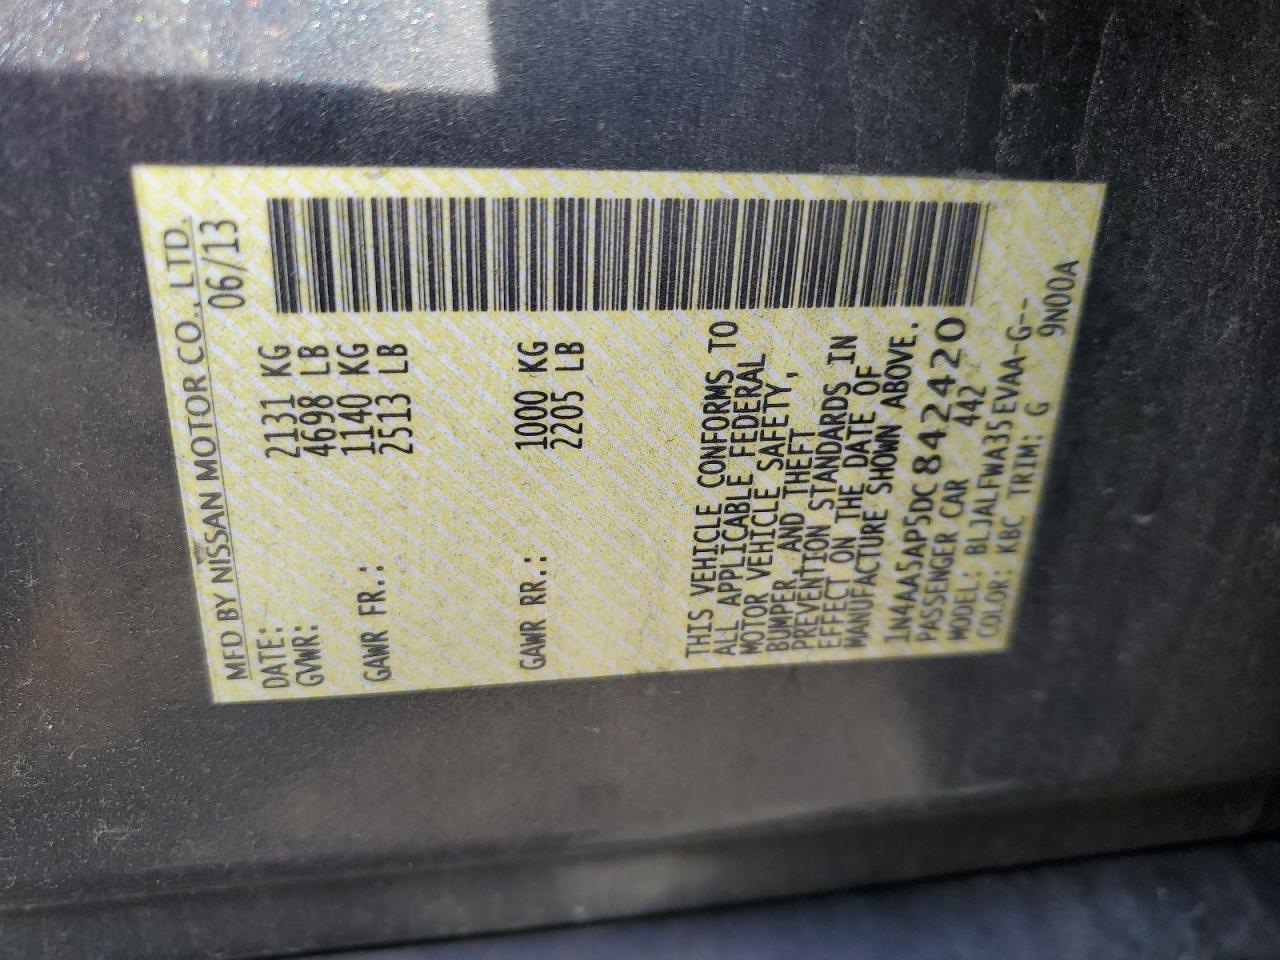 MFD BY NISSAN MOTOR CO., LTD.
DATE: 06/13
GVWR: 2131 KG
4698 LB
GAWR FR.: 1140 KG
2513 LB
GAWR RR.: 1000 KG
2205 LB
THIS VEHICLE CONFORMS TO
ALL APPLICABLE FEDERAL
MOTOR VEHICLE SAFETY,
BUMPER, AND THEFT
PREVENTION STANDARDS IN
EFFECT ON THE DATE OF
MANUFACTURE SHOWN ABOVE.
1N4AA5AP5DC842420
PASSENGER CAR 442
MODEL: BLJALFWA35EVAA-G--
COLOR: KBC TRIM: G 9N00A